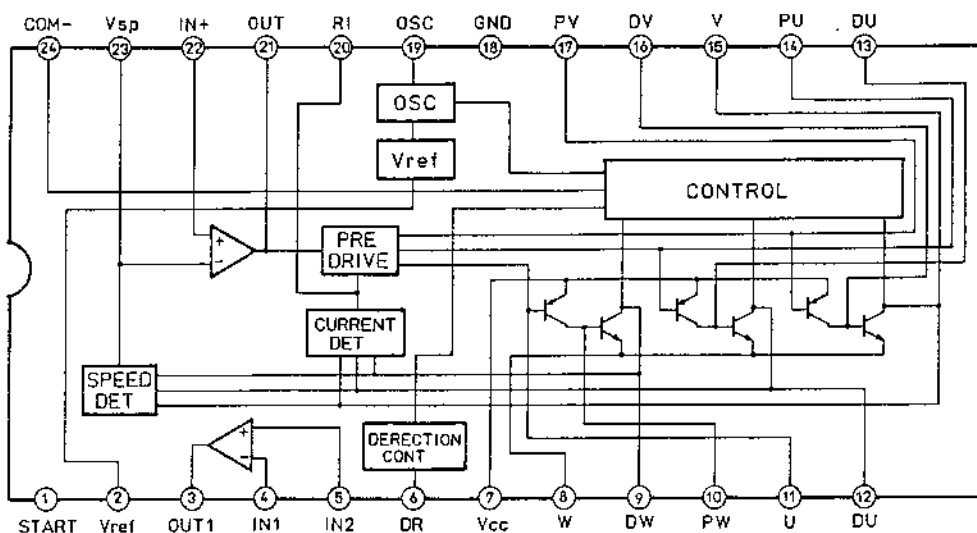 COM- Vsp IN+ OUT RI OSC GND PV DV V PU DU
24 23 22 21 20 19 18 17 16 15 14 13
OSC
Vref
CONTROL
+
-
PRE
DRIVE
CURRENT
DET
SPEED
DET
+
-
DERECTION
CONT
1 2 3 4 5 6 7 8 9 10 11 12
START Vref OUT1 IN1 IN2 DR Vcc W DW PW U DU